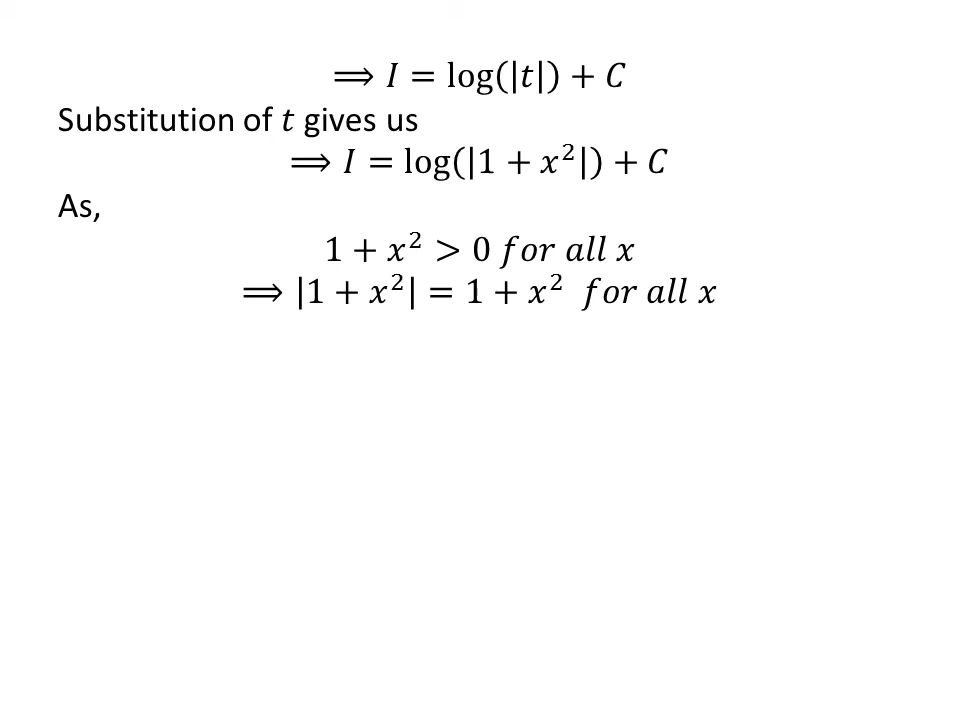 ⟹ 𝐼 = log(|𝑡|) + 𝐶
Substitution of 𝑡 gives us
⟹ 𝐼 = log(|1 + 𝑥²|) + 𝐶
As,
1 + 𝑥² > 0 𝑓𝑜𝑟 𝑎𝑙𝑙 𝑥
⟹ |1 + 𝑥²| = 1 + 𝑥² 𝑓𝑜𝑟 𝑎𝑙𝑙 𝑥